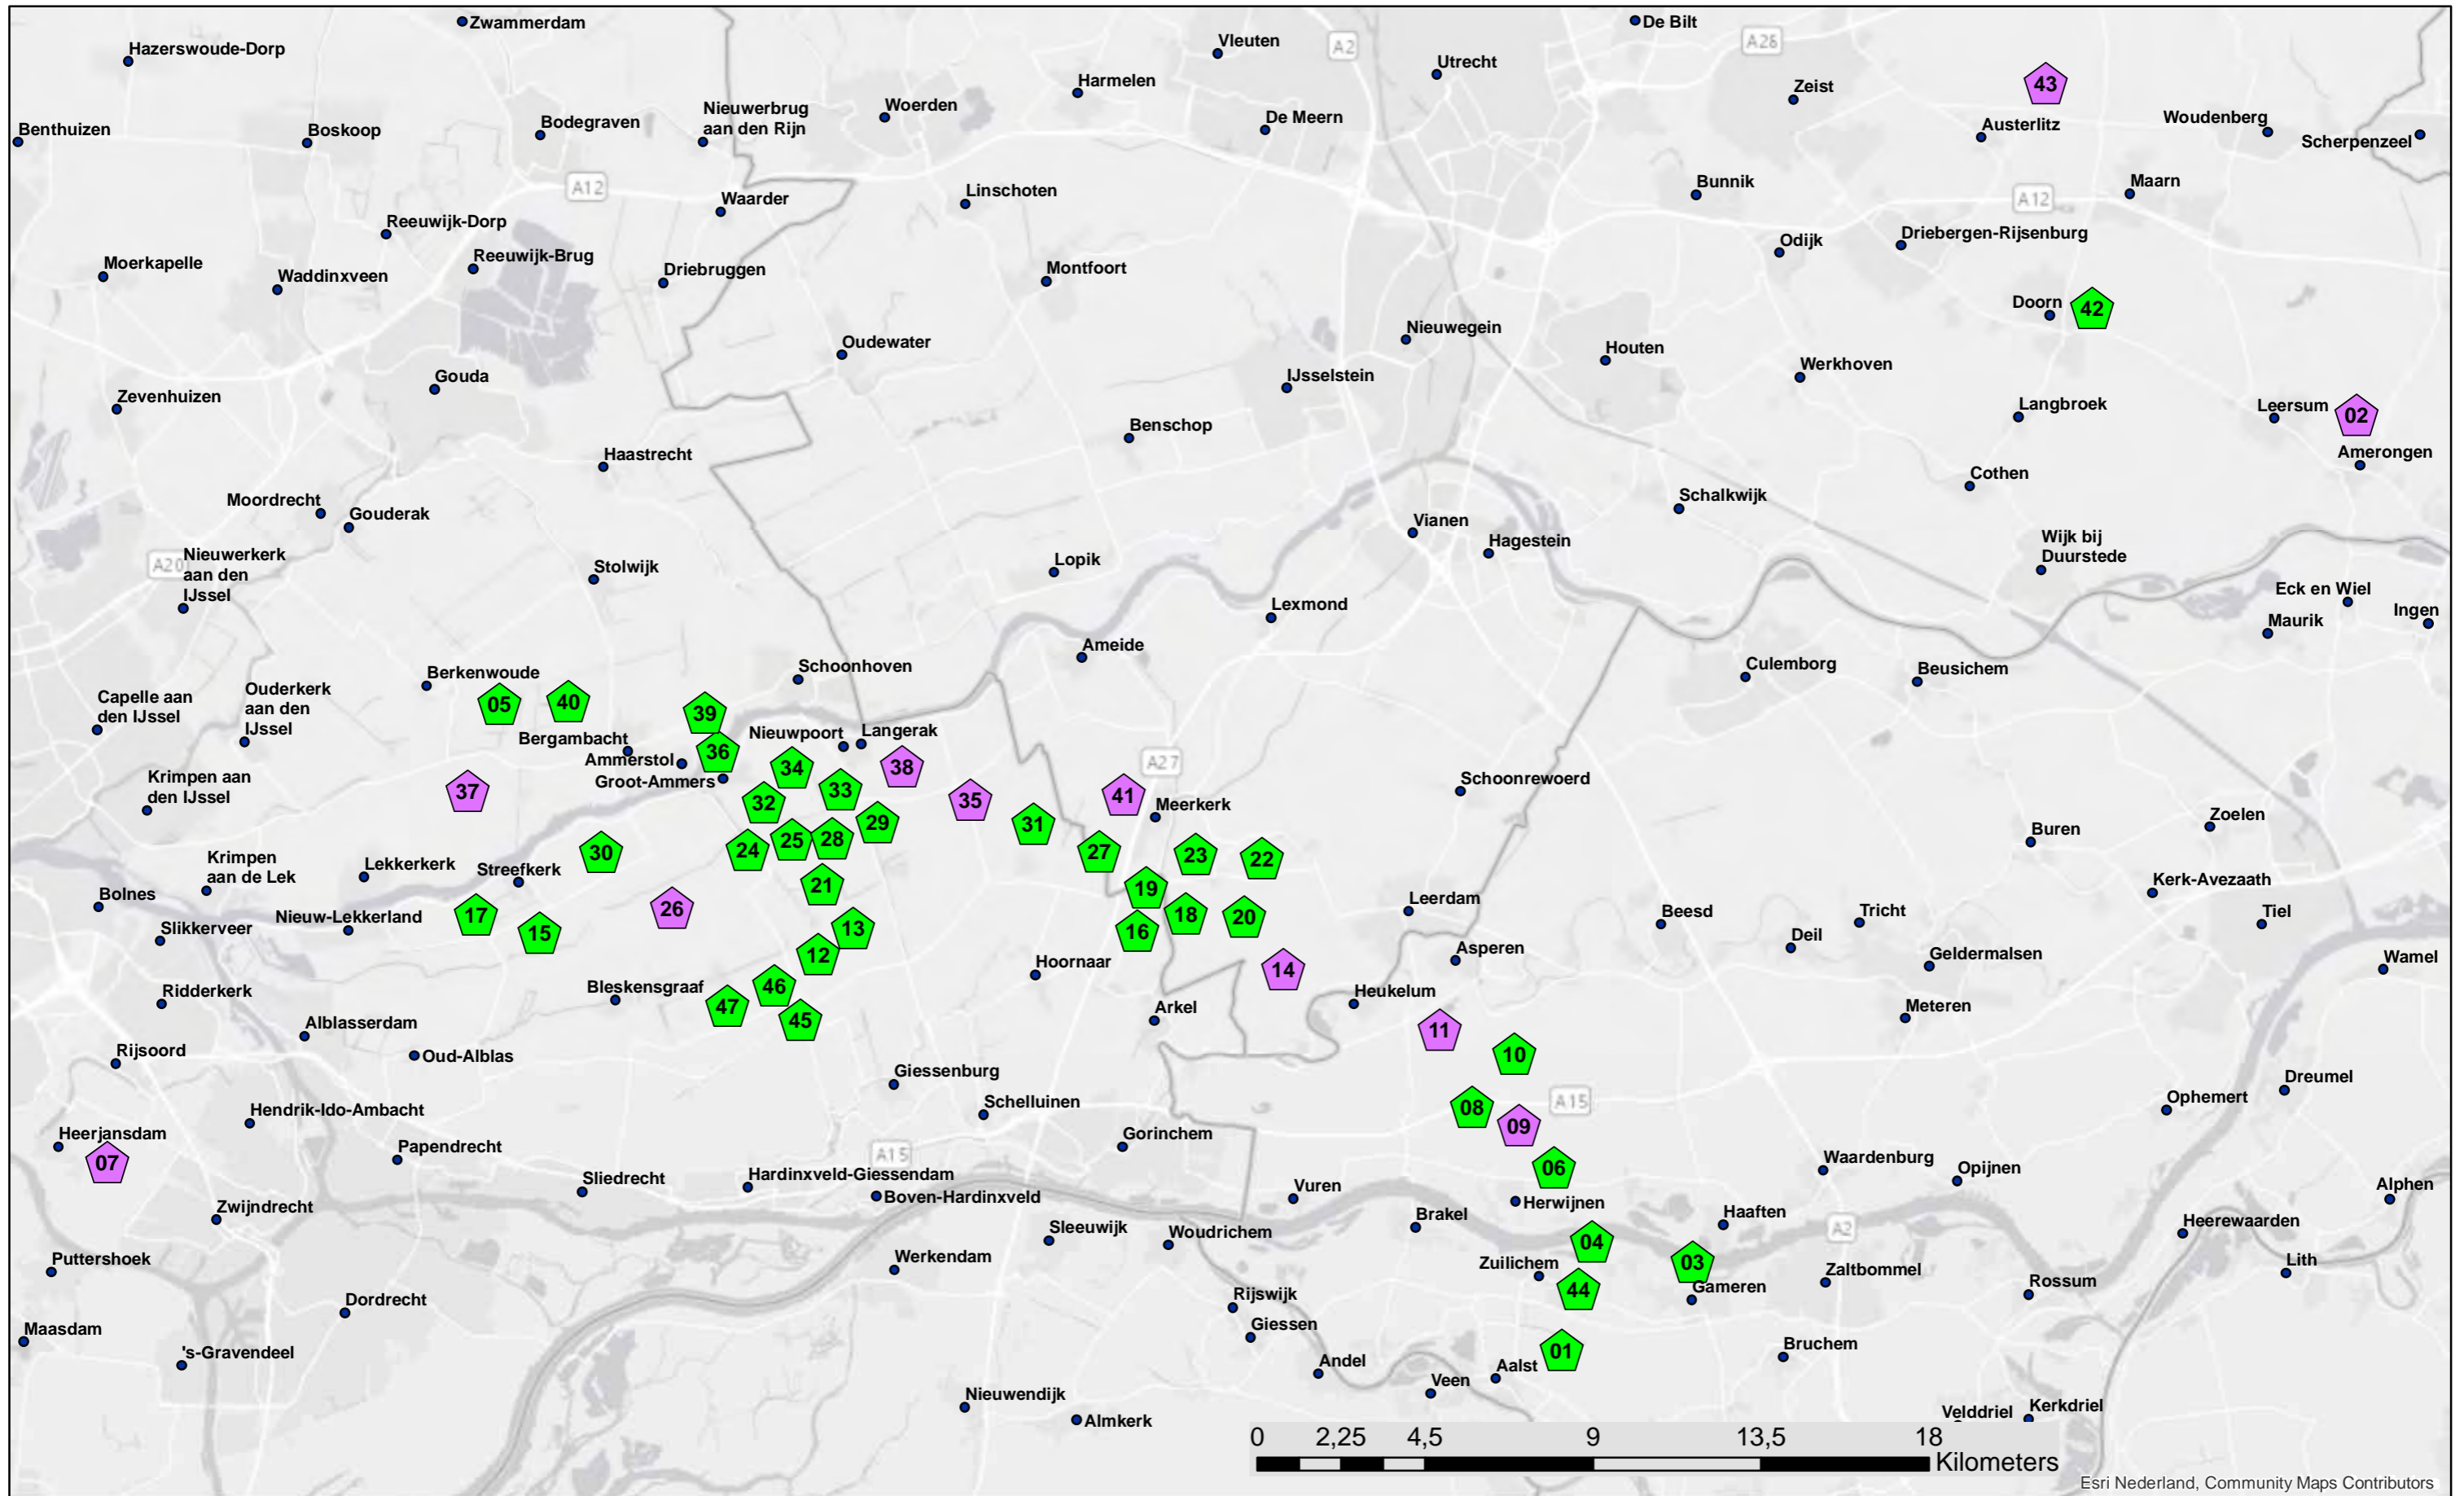 Zwammerdam
De Bilt
Hazerswoude-Dorp
Vleuten
A2
A28
Utrecht
Harmelen
Zeist
43
Nieuwerbrug
aan den Rijn
Woerden
De Meern
Bodegraven
Benthuizen
Boskoop
Austerlitz
Woudenberg
Scherpenzeel
A12
Linschoten
Bunnik
Maarn
Waarder
A12
Reeuwijk-Dorp
Odijk
Driebergen-Rijsenburg
Reeuwijk-Brug
Moerkapelle
Waddinxveen
Driebruggen
Montfoort
Doorn
42
Nieuwegein
Oudewater
Houten
Werkhoven
Gouda
IJsselstein
Zevenhuizen
Langbroek
Leersum
02
Benschop
Haastrecht
Amerongen
Cothen
Moordrecht
Gouderak
Schalkwijk
Vianen
Hagestein
Wijk bij
Duurstede
A20
Nieuwerkerk
aan den
IJssel
Stolwijk
Lopik
Eck en Wiel
Ingen
Lexmond
Maurik
Ameide
Berkenwoude
Schoonhoven
Culemborg
Beusichem
Capelle aan
den IJssel
Ouderkerk
aan den
IJssel
05
40
39
Bergambacht
Nieuwpoort
Langerak
36
Ammerstol
Groot-Ammers
34
38
A27
Krimpen aan
den IJssel
37
32
33
35
41
Meerkerk
Schoonrewoerd
29
31
Zoelen
Buren
30
24
25
28
27
23
22
Krimpen
aan de Lek
Lekkerkerk
Streefkerk
21
19
Kerk-Avezaath
Bolnes
Leerdam
Nieuw-Lekkerland
17
26
18
20
Beesd
Tricht
Tiel
Slikkerveer
15
13
16
Deil
12
Asperen
Geldermalsen
Wamel
Hoornaar
14
Ridderkerk
Bleskensgraaf
46
Heukelum
47
45
Arkel
Meteren
Alblasserdam
11
Rijsoord
Oud-Alblas
10
Giessenburg
Dreumel
Schelluinen
08
A15
Ophemert
Hendrik-Ido-Ambacht
09
Heerjansdam
Gorinchem
07
Papendrecht
A15
06
Waardenburg
Opijnen
Sliedrecht
Hardinxveld-Giessendam
Boven-Hardinxveld
Vuren
Herwijnen
Alphen
Zwijndrecht
Brakel
Haaften
Heerewaarden
Sleeuwijk
Woudrichem
A2
04
Puttershoek
Werkendam
Zuilichem
03
Zaltbommel
Lith
44
Gameren
Rossum
Dordrecht
Rijswijk
Giessen
Maasdam
's-Gravendeel
Bruchem
01
Andel
Aalst
Veen
Nieuwendijk
Almkerk
Velddriel
Kerkdriel
0 2,25 4,5 9 13,5 18
Kilometers
Esri Nederland, Community Maps Contributors